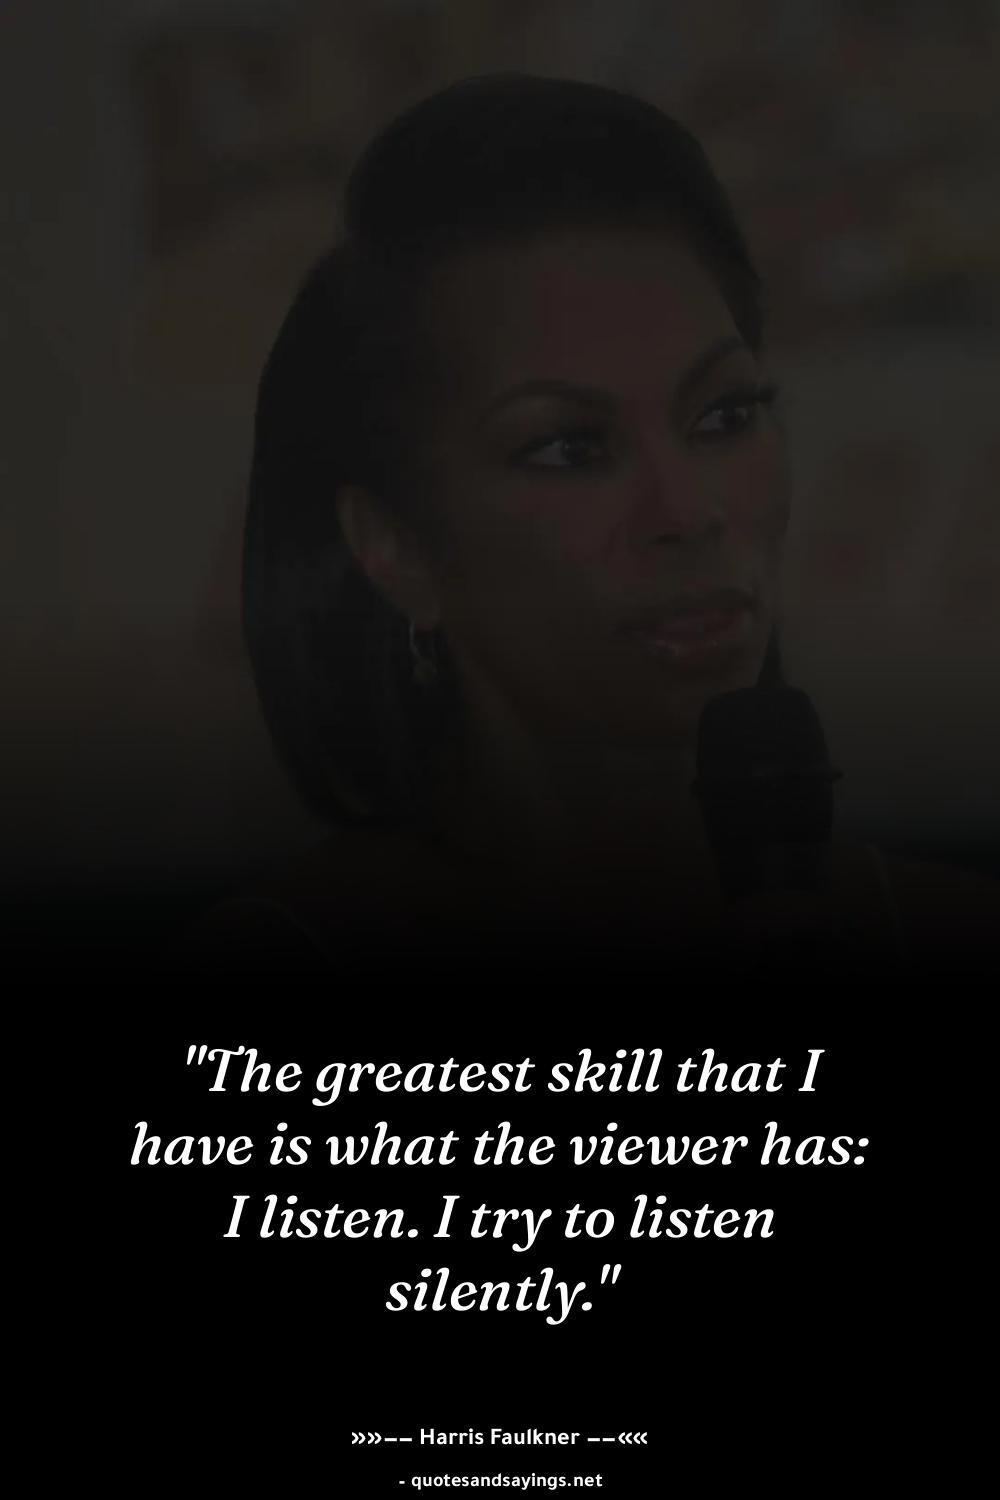 "The greatest skill that I
have is what the viewer has:
I listen. I try to listen
silently."
»»−− Harris Faulkner −−««
- quotesandsayings.net